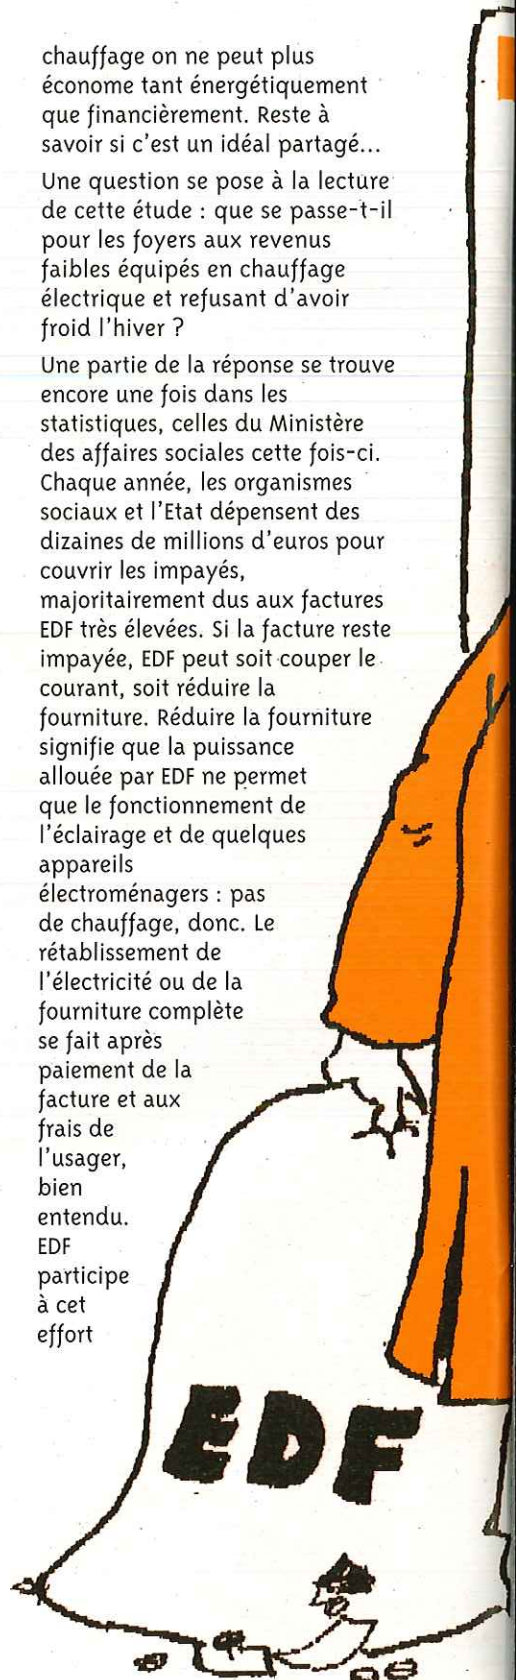 chauffage on ne peut plus
économe tant énergétiquement
que financièrement. Reste à
savoir si c'est un idéal partagé...
Une question se pose à la lecture
de cette étude : que se passe-t-il
pour les foyers aux revenus
faibles équipés en chauffage
électrique et refusant d'avoir
froid l'hiver ?
Une partie de la réponse se trouve
encore une fois dans les
statistiques, celles du Ministère
des affaires sociales cette fois-ci.
Chaque année, les organismes
sociaux et l'Etat dépensent des
dizaines de millions d'euros pour
couvrir les impayés,
majoritairement dus aux factures
EDF très élevées. Si la facture reste
impayée, EDF peut soit couper le
courant, soit réduire la
fourniture. Réduire la fourniture
signifie que la puissance
allouée par EDF ne permet
que le fonctionnement de
l'éclairage et de quelques
appareils
électroménagers : pas
de chauffage, donc. Le
rétablissement de
l'électricité ou de la
fourniture complète
se fait après
paiement de la
facture et aux
frais de
l'usager,
bien
entendu.
EDF
participe
à cet
effort
EDF